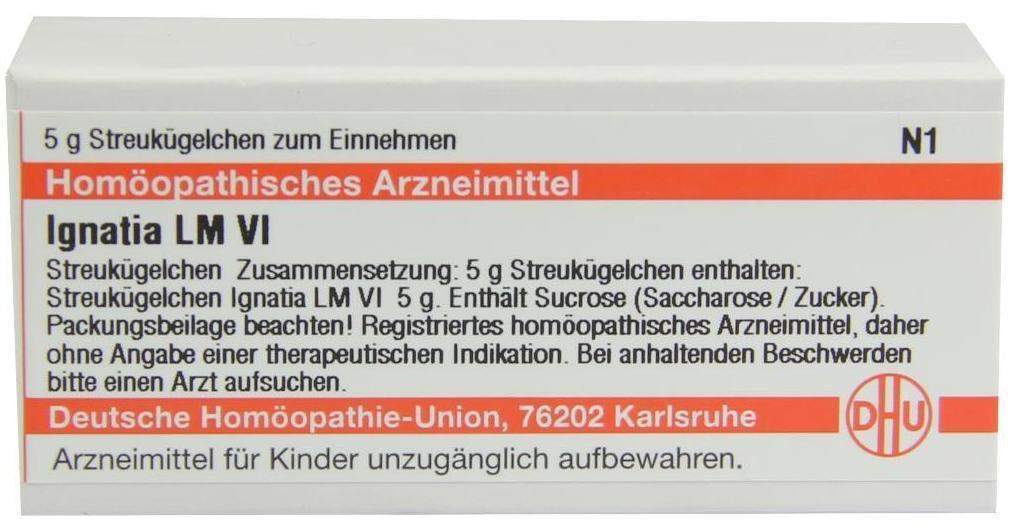 5 g Streukügelchen zum Einnehmen N1
Homöopathisches Arzneimittel
Ignatia LM VI
Streukügelchen Zusammensetzung: 5 g Streukügelchen enthalten:
Streukügelchen Ignatia LM VI 5 g. Enthält Sucrose (Saccharose / Zucker).
Packungsbeilage beachten! Registriertes homöopathisches Arzneimittel, daher
ohne Angabe einer therapeutischen Indikation. Bei anhaltenden Beschwerden
bitte einen Arzt aufsuchen.
Deutsche Homöopathie-Union, 76202 Karlsruhe
DHU
Arzneimittel für Kinder unzugänglich aufbewahren.